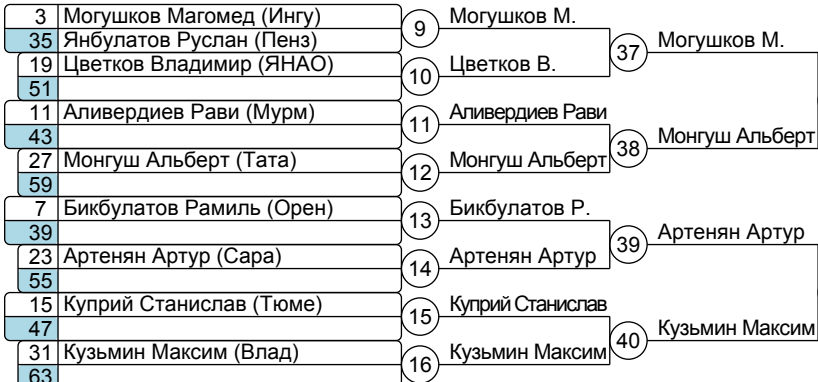 3 Могушков Магомед (Ингу)
35 Янбулатов Руслан (Пенз)
19 Цветков Владимир (ЯНАО)
51
11 Аливердиев Рави (Мурм)
43
27 Монгуш Альберт (Тата)
59
7 Бикбулатов Рамиль (Орен)
39
23 Артенян Артур (Сара)
55
15 Куприй Станислав (Тюме)
47
31 Кузьмин Максим (Влад)
63
9 Могушков М.
10 Цветков В.
11 Аливердиев Рави
12 Монгуш Альберт
13 Бикбулатов Р.
14 Артенян Артур
15 Куприй Станислав
16 Кузьмин Максим
37 Могушков М.
38 Монгуш Альберт
39 Артенян Артур
40 Кузьмин Максим